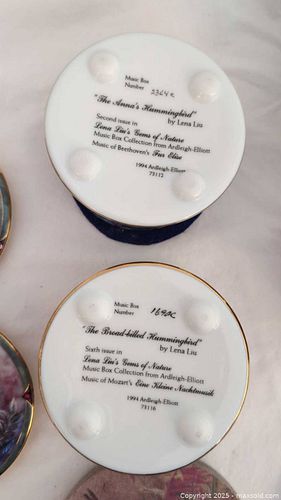 Music Box
Number 2324 E
"The Anna's Hummingbird"
by Lena Liu
Second issue in
Lena Liu's Gems of Nature
Music Box Collection from Ardleigh-Elliott
Music of Beethoven's Fur Elise
1994 Ardleigh-Elliott
73112
Music Box
Number 1690C
"The Broad-billed Hummingbird"
by Lena Liu
Sixth issue in
Lena Liu's Gems of Nature
Music Box Collection from Ardleigh-Elliott
Music of Mozart's Eine Kleine Nachtmusik
1994 Ardleigh-Elliott
73116
Copyright 2025 - maxsold.com